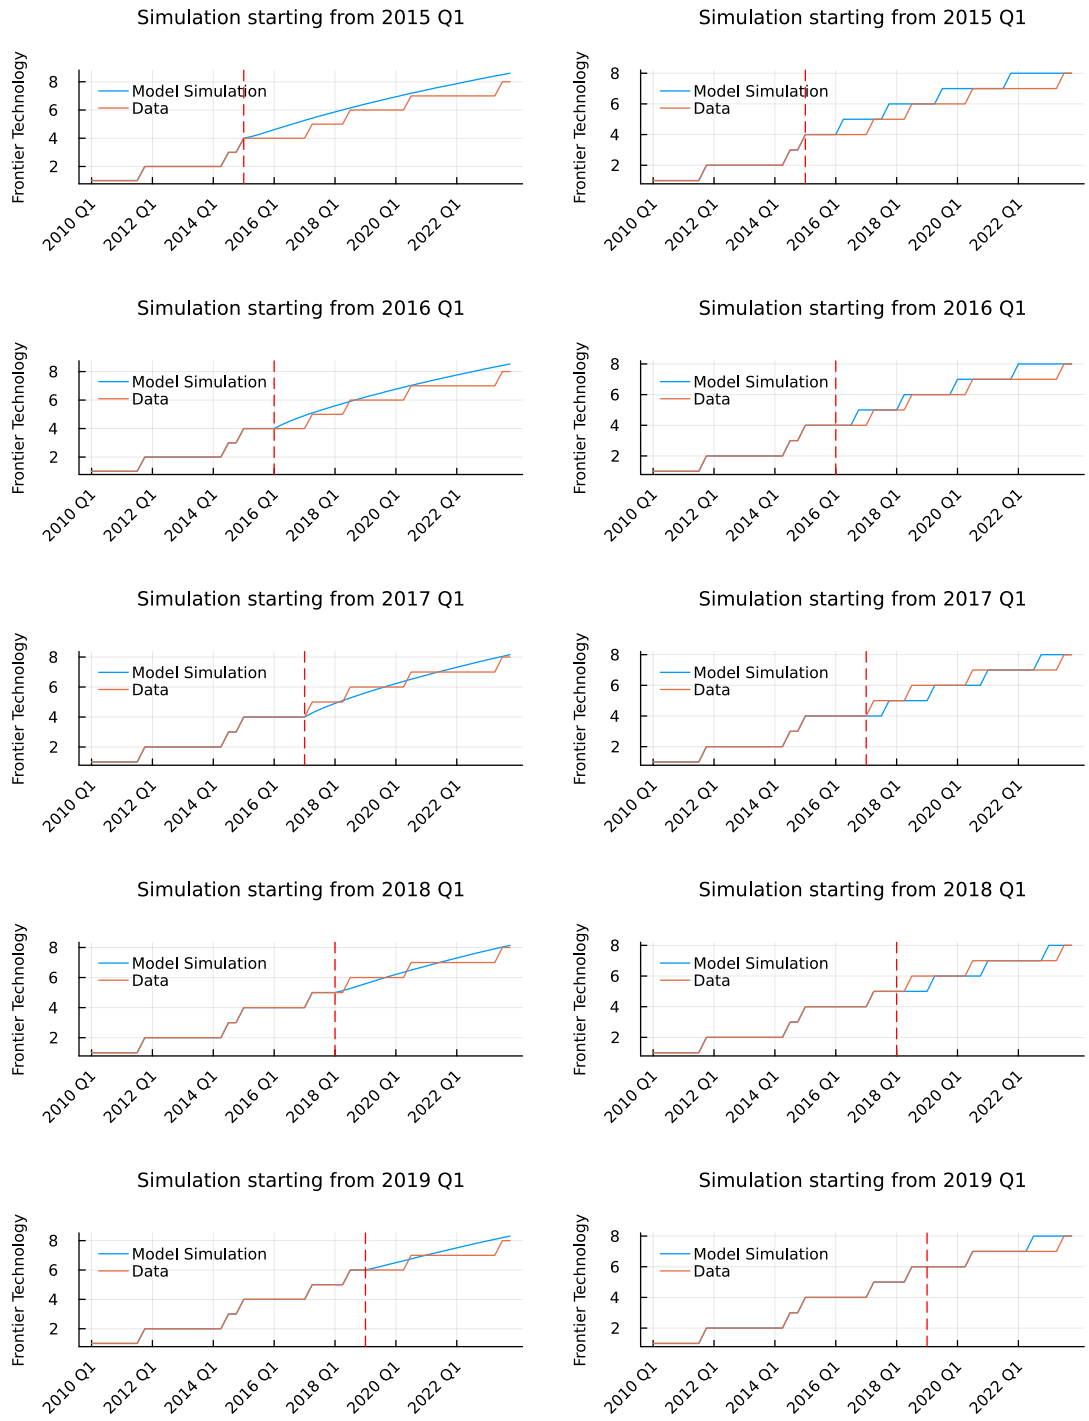 Simulation starting from 2015 Q1
Frontier Technology
8
6
4
2
Model Simulation
Data
2010 Q1
2012 Q1
2014 Q1
2016 Q1
2018 Q1
2020 Q1
2022 Q1
Simulation starting from 2015 Q1
Frontier Technology
8
6
4
2
Model Simulation
Data
2010 Q1
2012 Q1
2014 Q1
2016 Q1
2018 Q1
2020 Q1
2022 Q1
Simulation starting from 2016 Q1
Frontier Technology
8
6
4
2
Model Simulation
Data
2010 Q1
2012 Q1
2014 Q1
2016 Q1
2018 Q1
2020 Q1
2022 Q1
Simulation starting from 2016 Q1
Frontier Technology
8
6
4
2
Model Simulation
Data
2010 Q1
2012 Q1
2014 Q1
2016 Q1
2018 Q1
2020 Q1
2022 Q1
Simulation starting from 2017 Q1
Frontier Technology
8
6
4
2
Model Simulation
Data
2010 Q1
2012 Q1
2014 Q1
2016 Q1
2018 Q1
2020 Q1
2022 Q1
Simulation starting from 2017 Q1
Frontier Technology
8
6
4
2
Model Simulation
Data
2010 Q1
2012 Q1
2014 Q1
2016 Q1
2018 Q1
2020 Q1
2022 Q1
Simulation starting from 2018 Q1
Frontier Technology
8
6
4
2
Model Simulation
Data
2010 Q1
2012 Q1
2014 Q1
2016 Q1
2018 Q1
2020 Q1
2022 Q1
Simulation starting from 2018 Q1
Frontier Technology
8
6
4
2
Model Simulation
Data
2010 Q1
2012 Q1
2014 Q1
2016 Q1
2018 Q1
2020 Q1
2022 Q1
Simulation starting from 2019 Q1
Frontier Technology
8
6
4
2
Model Simulation
Data
2010 Q1
2012 Q1
2014 Q1
2016 Q1
2018 Q1
2020 Q1
2022 Q1
Simulation starting from 2019 Q1
Frontier Technology
8
6
4
2
Model Simulation
Data
2010 Q1
2012 Q1
2014 Q1
2016 Q1
2018 Q1
2020 Q1
2022 Q1